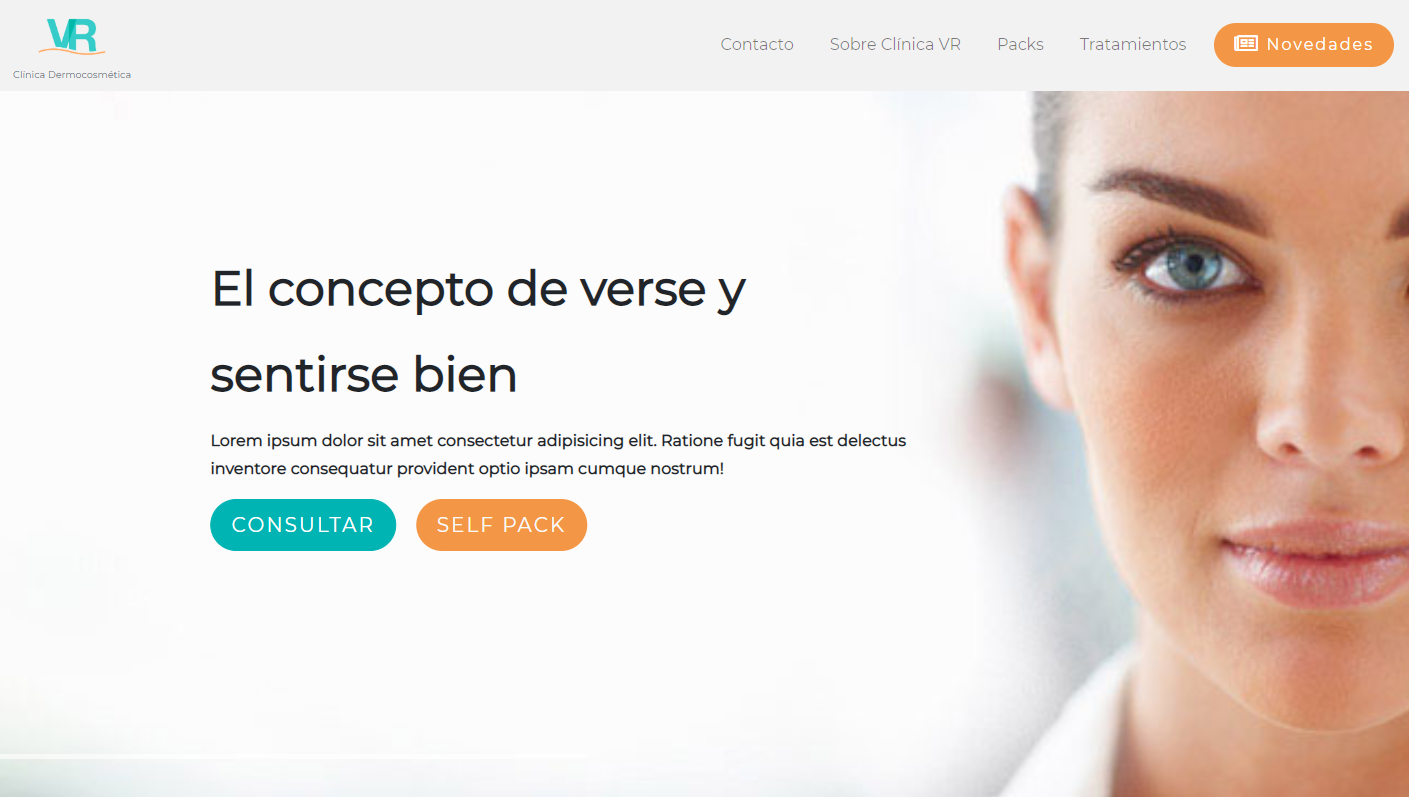 VR
Clínica Dermocosmética
Contacto
Sobre Clínica VR
Packs
Tratamientos
Novedades
El concepto de verse y
sentirse bien
Lorem ipsum dolor sit amet consectetur adipisicing elit. Ratione fugit quia est delectus
inventore consequatur provident optio ipsam cumque nostrum!
CONSULTAR
SELF PACK